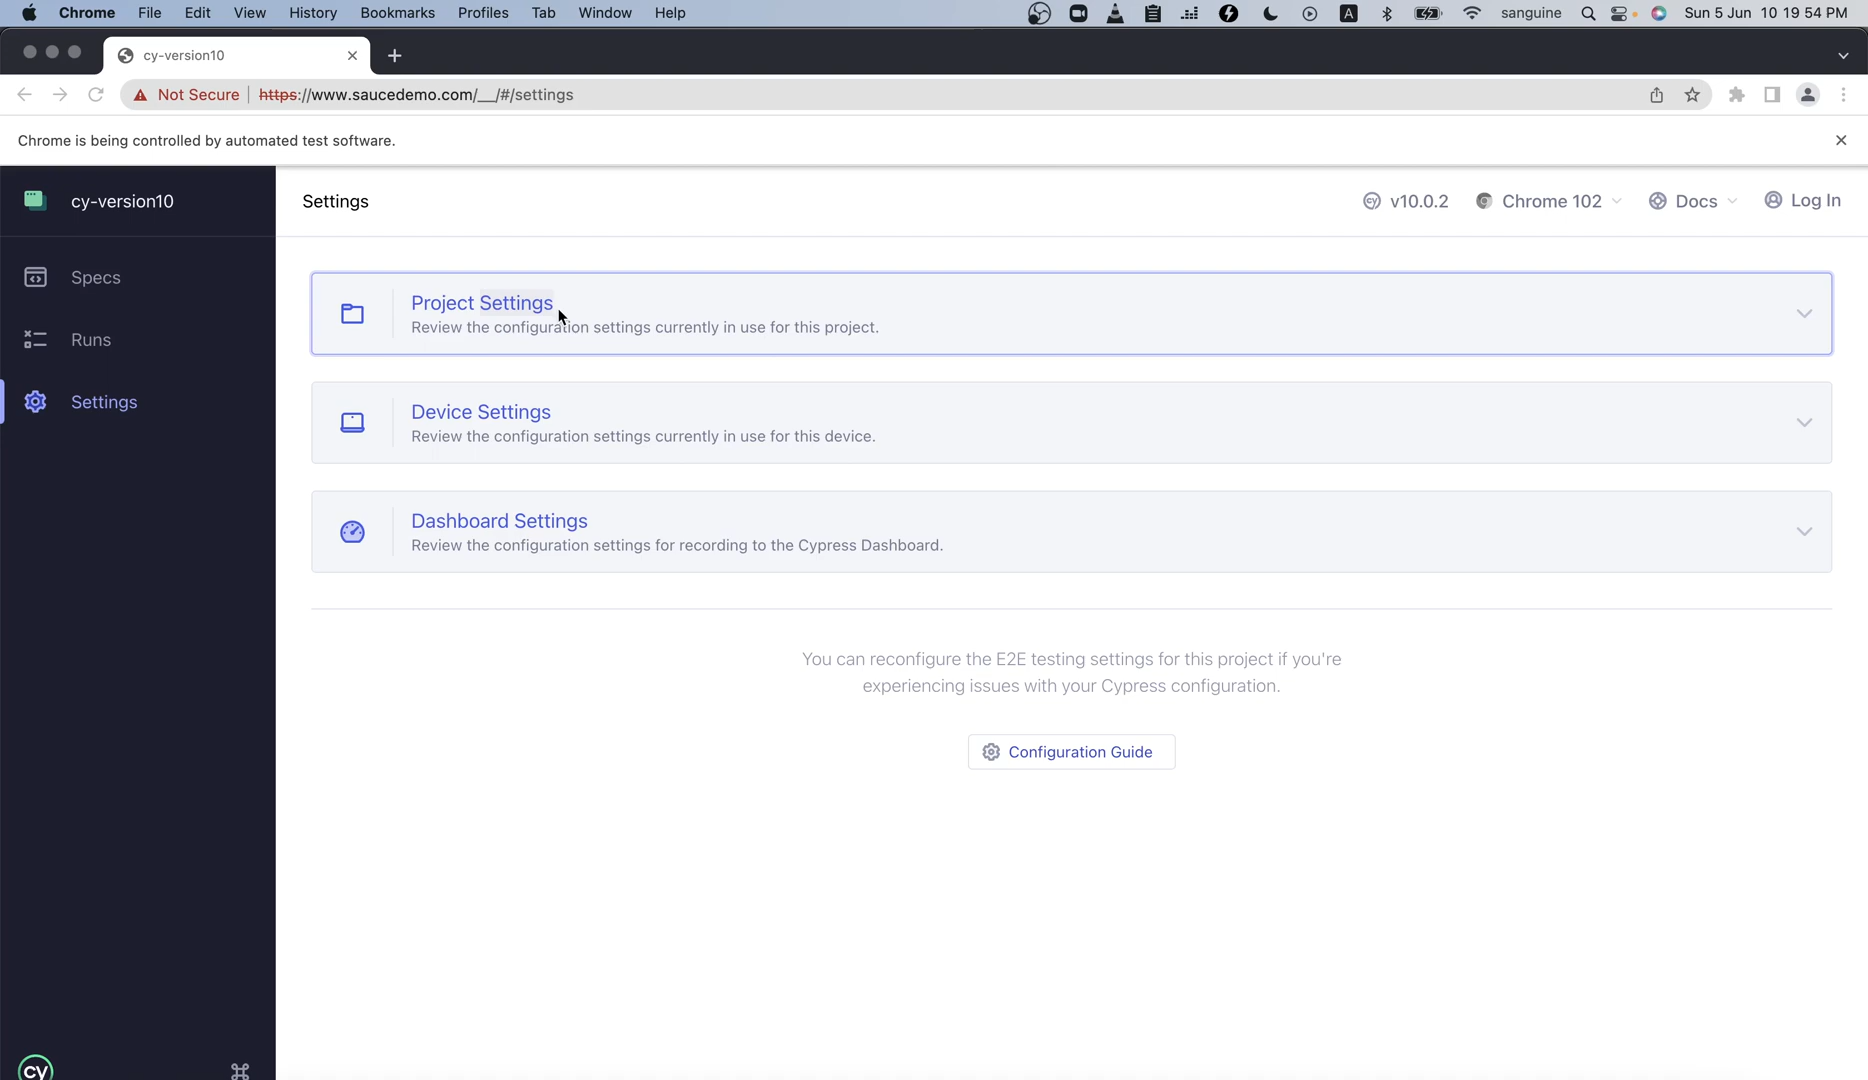 Chrome File Edit View History Bookmarks Profiles Tab Window Help A sanguine Sun 5 Jun 10 19 54 PM
cy-version10
Not Secure https://www.saucedemo.com/__/#/settings
Chrome is being controlled by automated test software.
cy-version10
Settings
cy v10.0.2 Chrome 102 Docs Log In
Specs
Runs
Settings
Project Settings
Review the configuration settings currently in use for this project.
Device Settings
Review the configuration settings currently in use for this device.
Dashboard Settings
Review the configuration settings for recording to the Cypress Dashboard.
You can reconfigure the E2E testing settings for this project if you're
experiencing issues with your Cypress configuration.
Configuration Guide
cy